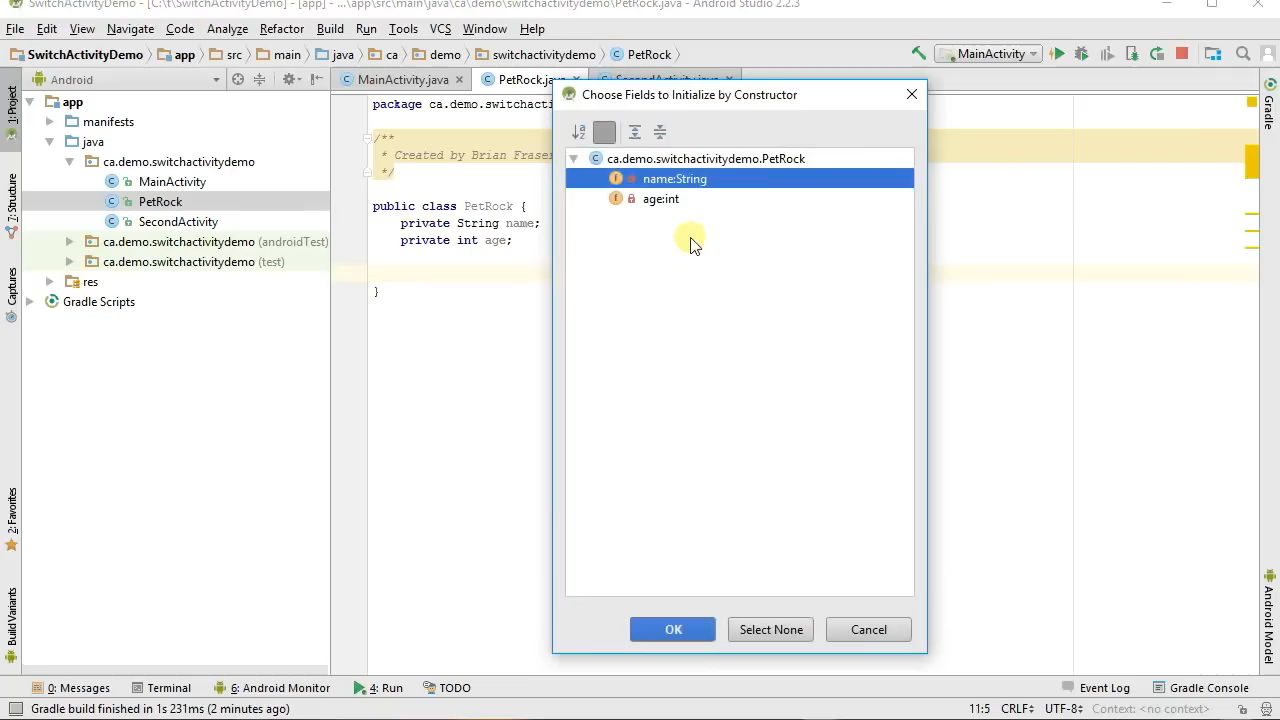 SwitchActivityDemo - [C:\t\SwitchActivityDemo] - [app] - ...\app\src\main\java\ca\demo\switchactivitydemo\PetRock.java - Android Studio 2.2.3
File Edit View Navigate Code Analyze Refactor Build Run Tools VCS Window Help
SwitchActivityDemo app src main java ca demo switchactivitydemo PetRock MainActivity
Android
MainActivity.java PetRock.java SecondActivity.java
1: Project
7: Structure
Captures
2: Favorites
Build Variants
app
manifests
java
ca.demo.switchactivitydemo
MainActivity
PetRock
SecondActivity
ca.demo.switchactivitydemo (androidTest)
ca.demo.switchactivitydemo (test)
res
Gradle Scripts
package ca.demo.switchacti
/**
* Created by Brian Fraser
*/
public class PetRock {
private String name;
private int age;
}
Choose Fields to Initialize by Constructor
ca.demo.switchactivitydemo.PetRock
name:String
age:int
OK Select None Cancel
Gradle
Android Model
0: Messages Terminal 6: Android Monitor 4: Run TODO Event Log Gradle Console
Gradle build finished in 1s 231ms (2 minutes ago) 11:5 CRLF UTF-8 Context: <no context>